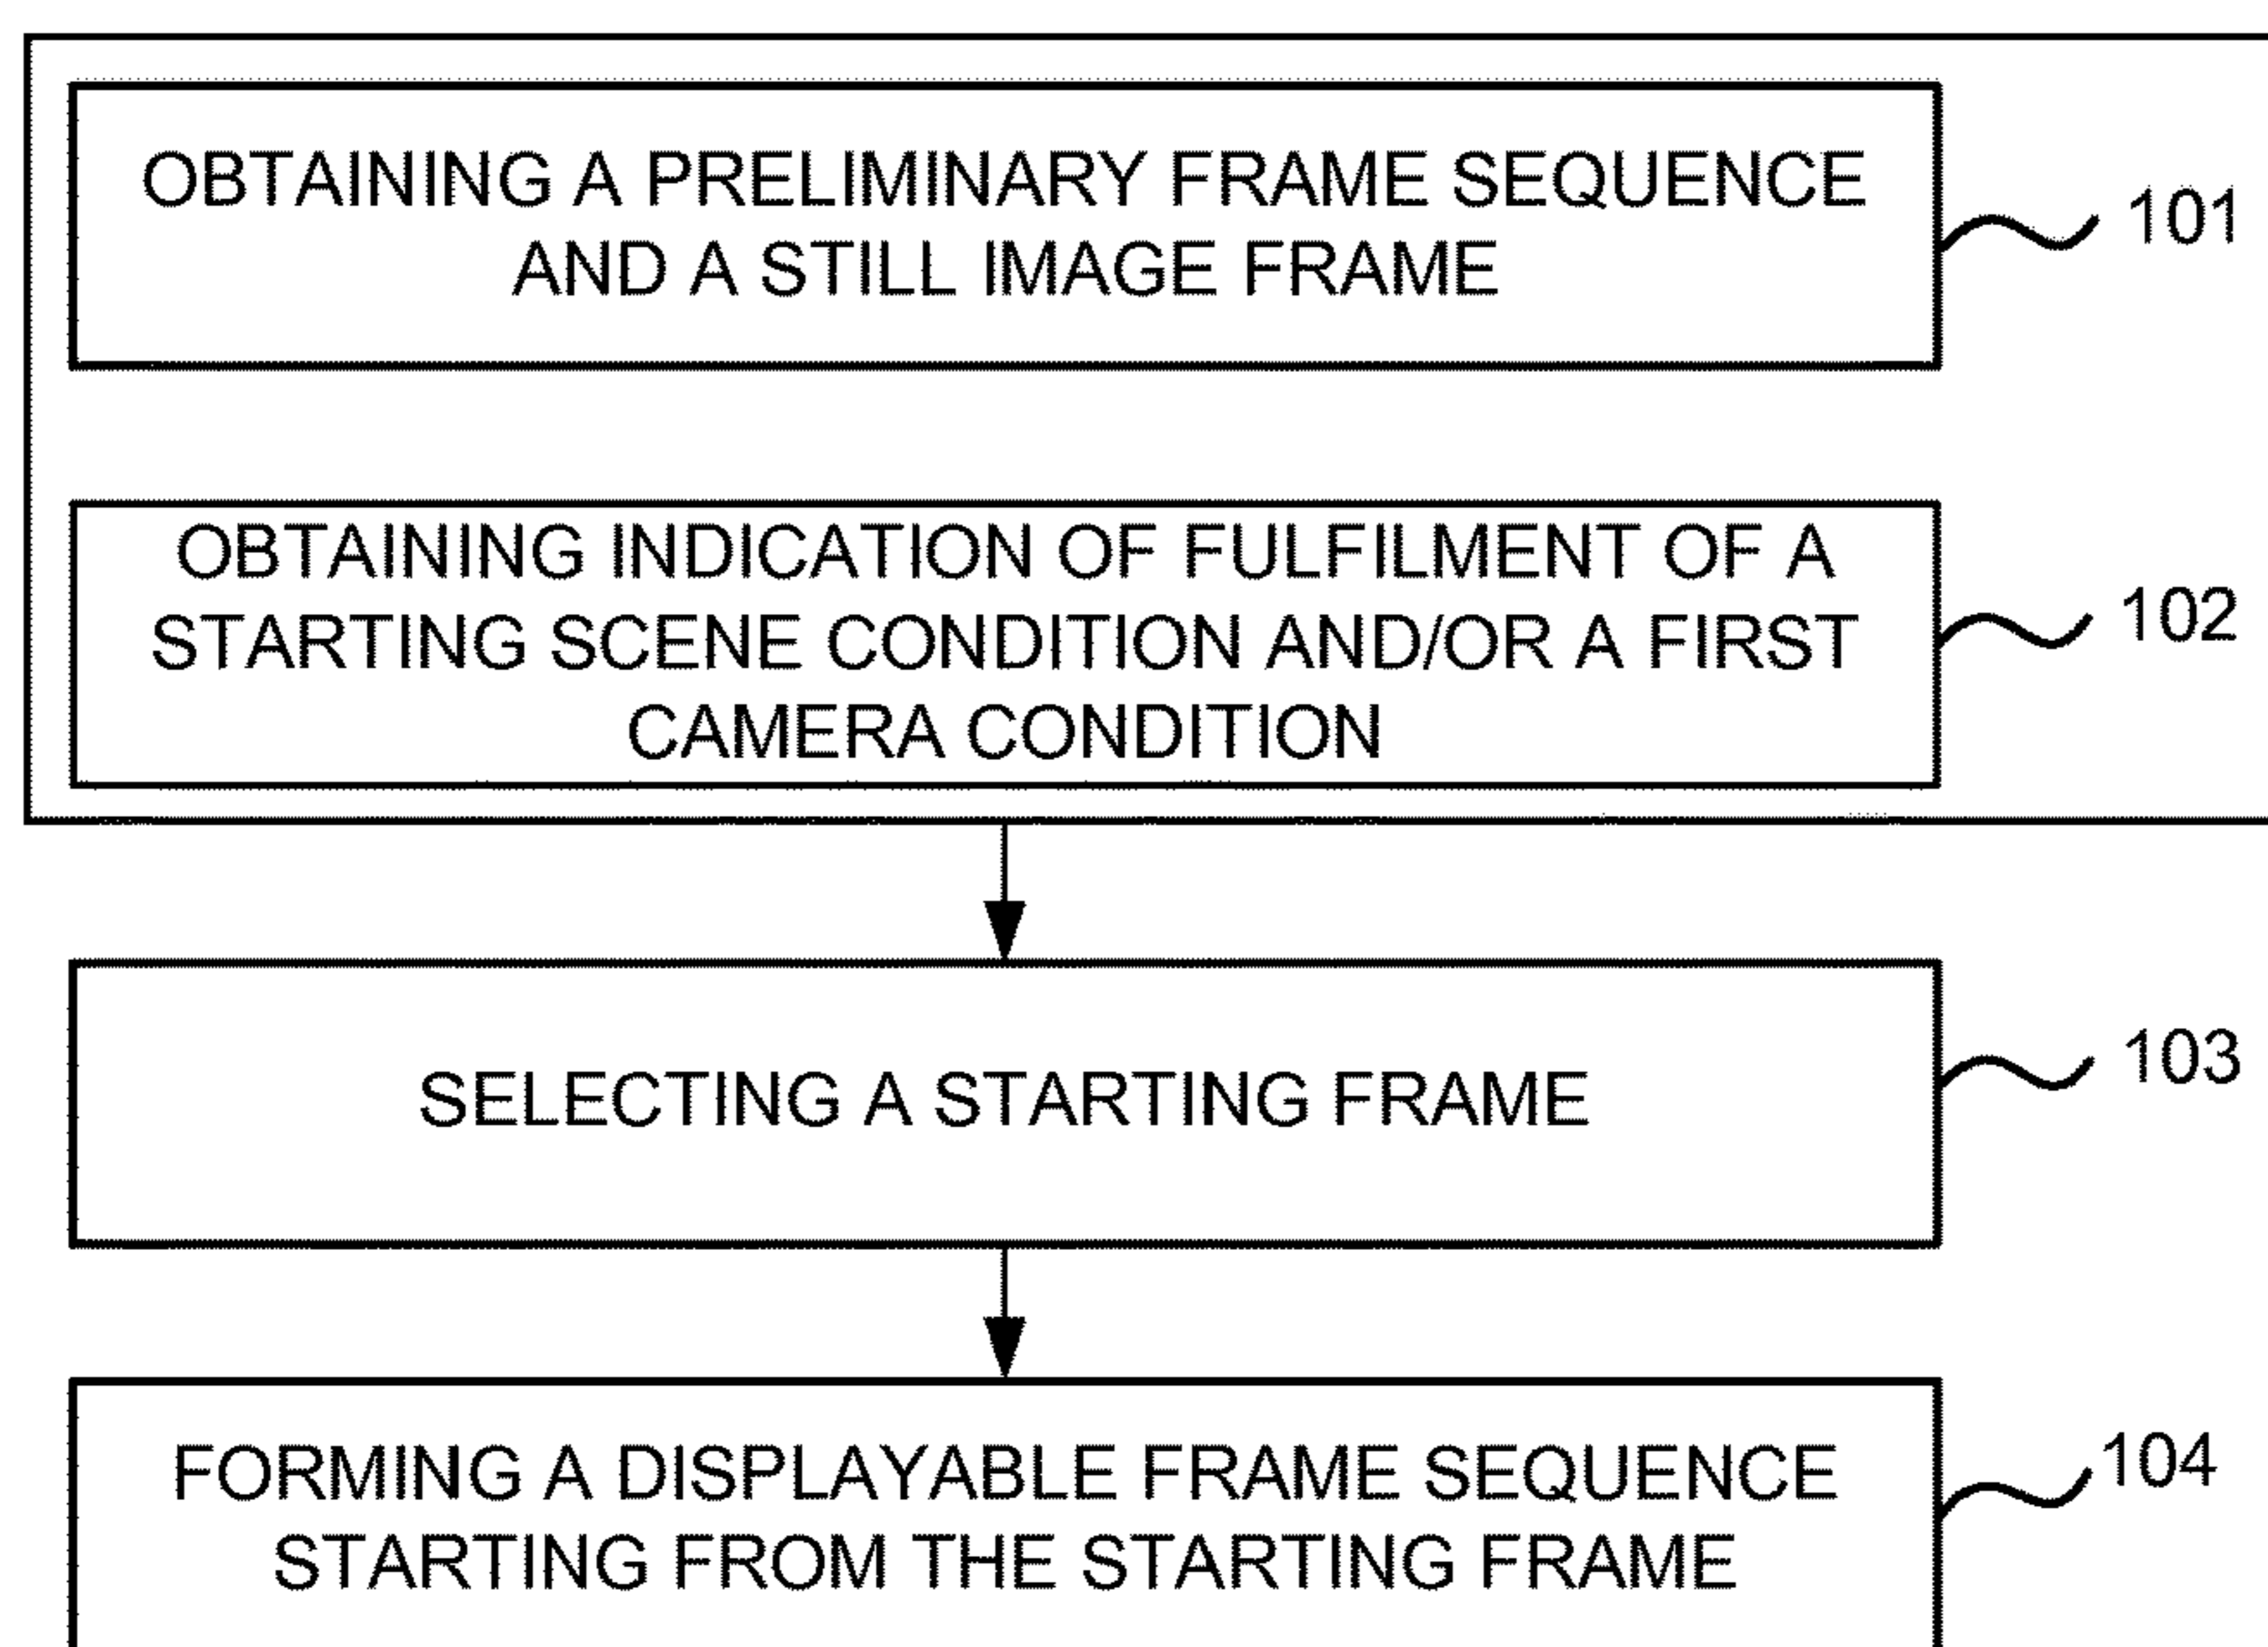 OBTAINING A PRELIMINARY FRAME SEQUENCE
AND A STILL IMAGE FRAME
101
OBTAINING INDICATION OF FULFILMENT OF A
STARTING SCENE CONDITION AND/OR A FIRST
CAMERA CONDITION
102
SELECTING A STARTING FRAME
103
FORMING A DISPLAYABLE FRAME SEQUENCE
STARTING FROM THE STARTING FRAME
104